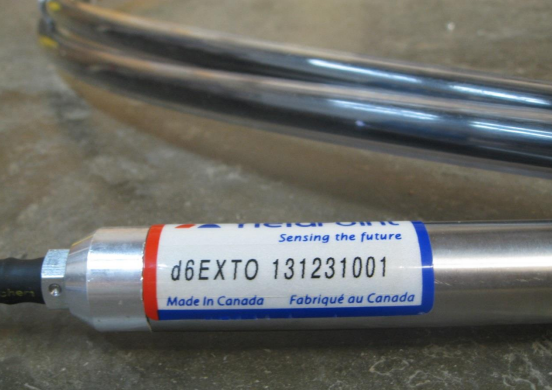 Sensing the future
d6EXTO 131231001
Made In Canada Fabriqué au Canada